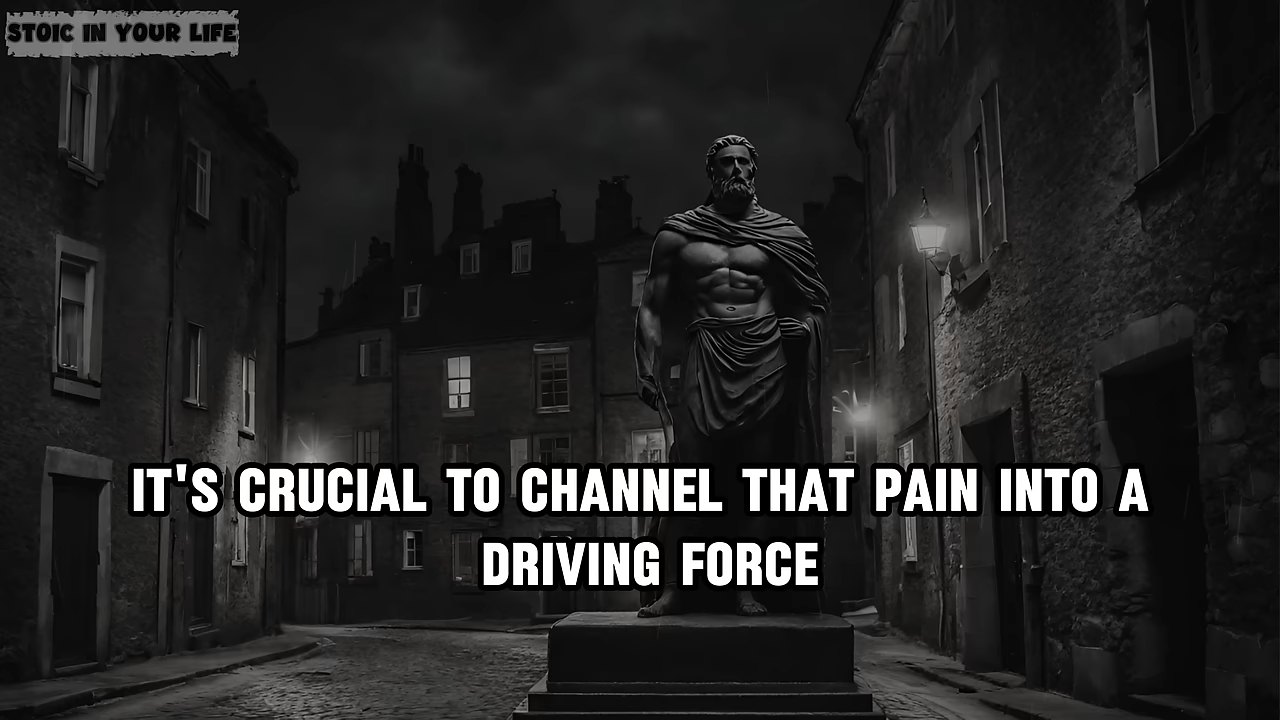 STOIC IN YOUR LIFE
IT'S CRUCIAL TO CHANNEL THAT PAIN INTO A
DRIVING FORCE